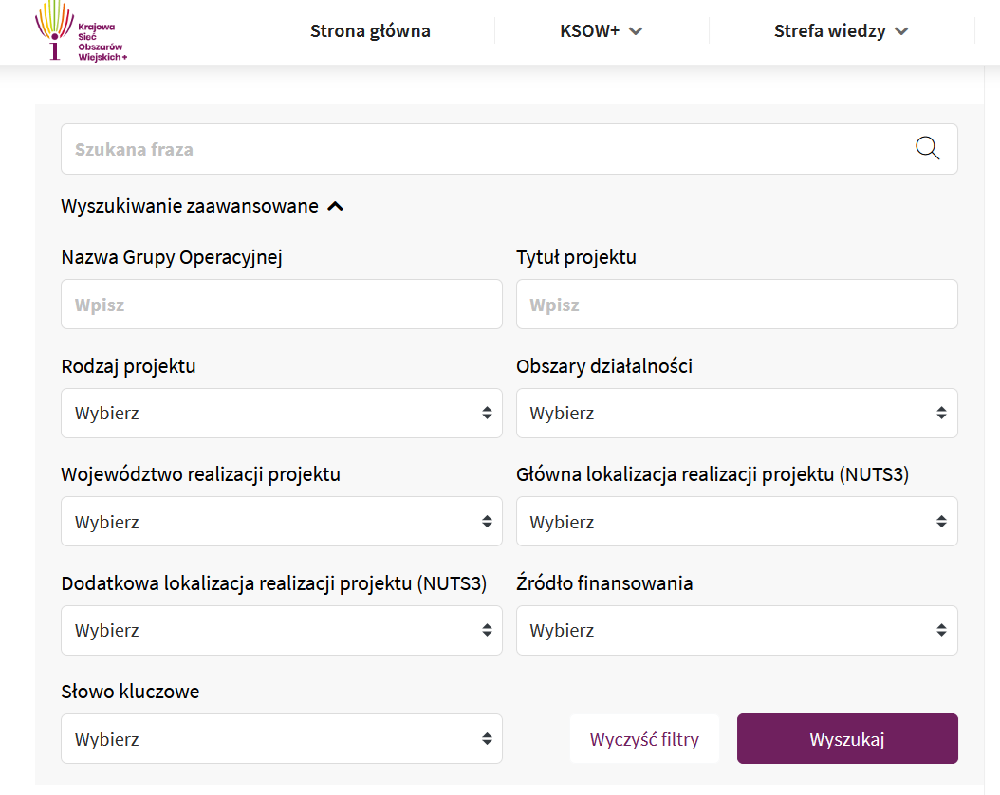 Krajowa
Sieć
Obszarów
Wiejskich+
Strona główna
KSOW+
Strefa wiedzy
Szukana fraza
Wyszukiwanie zaawansowane
Nazwa Grupy Operacyjnej
Tytuł projektu
Wpisz
Wpisz
Rodzaj projektu
Obszary działalności
Wybierz
Wybierz
Województwo realizacji projektu
Główna lokalizacja realizacji projektu (NUTS3)
Wybierz
Wybierz
Dodatkowa lokalizacja realizacji projektu (NUTS3)
Źródło finansowania
Wybierz
Wybierz
Słowo kluczowe
Wybierz
Wyczyść filtry
Wyszukaj